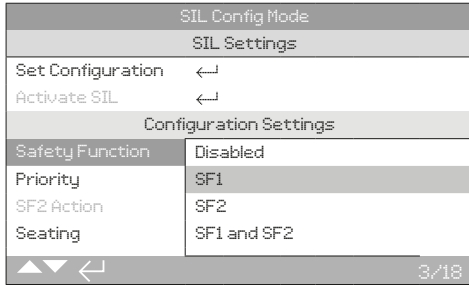 SIL Config Mode
SIL Settings
Set Configuration
Activate SIL
Configuration Settings
Safety Function Disabled
Priority SF1
SF2 Action SF2
Seating SF1 and SF2
3/18